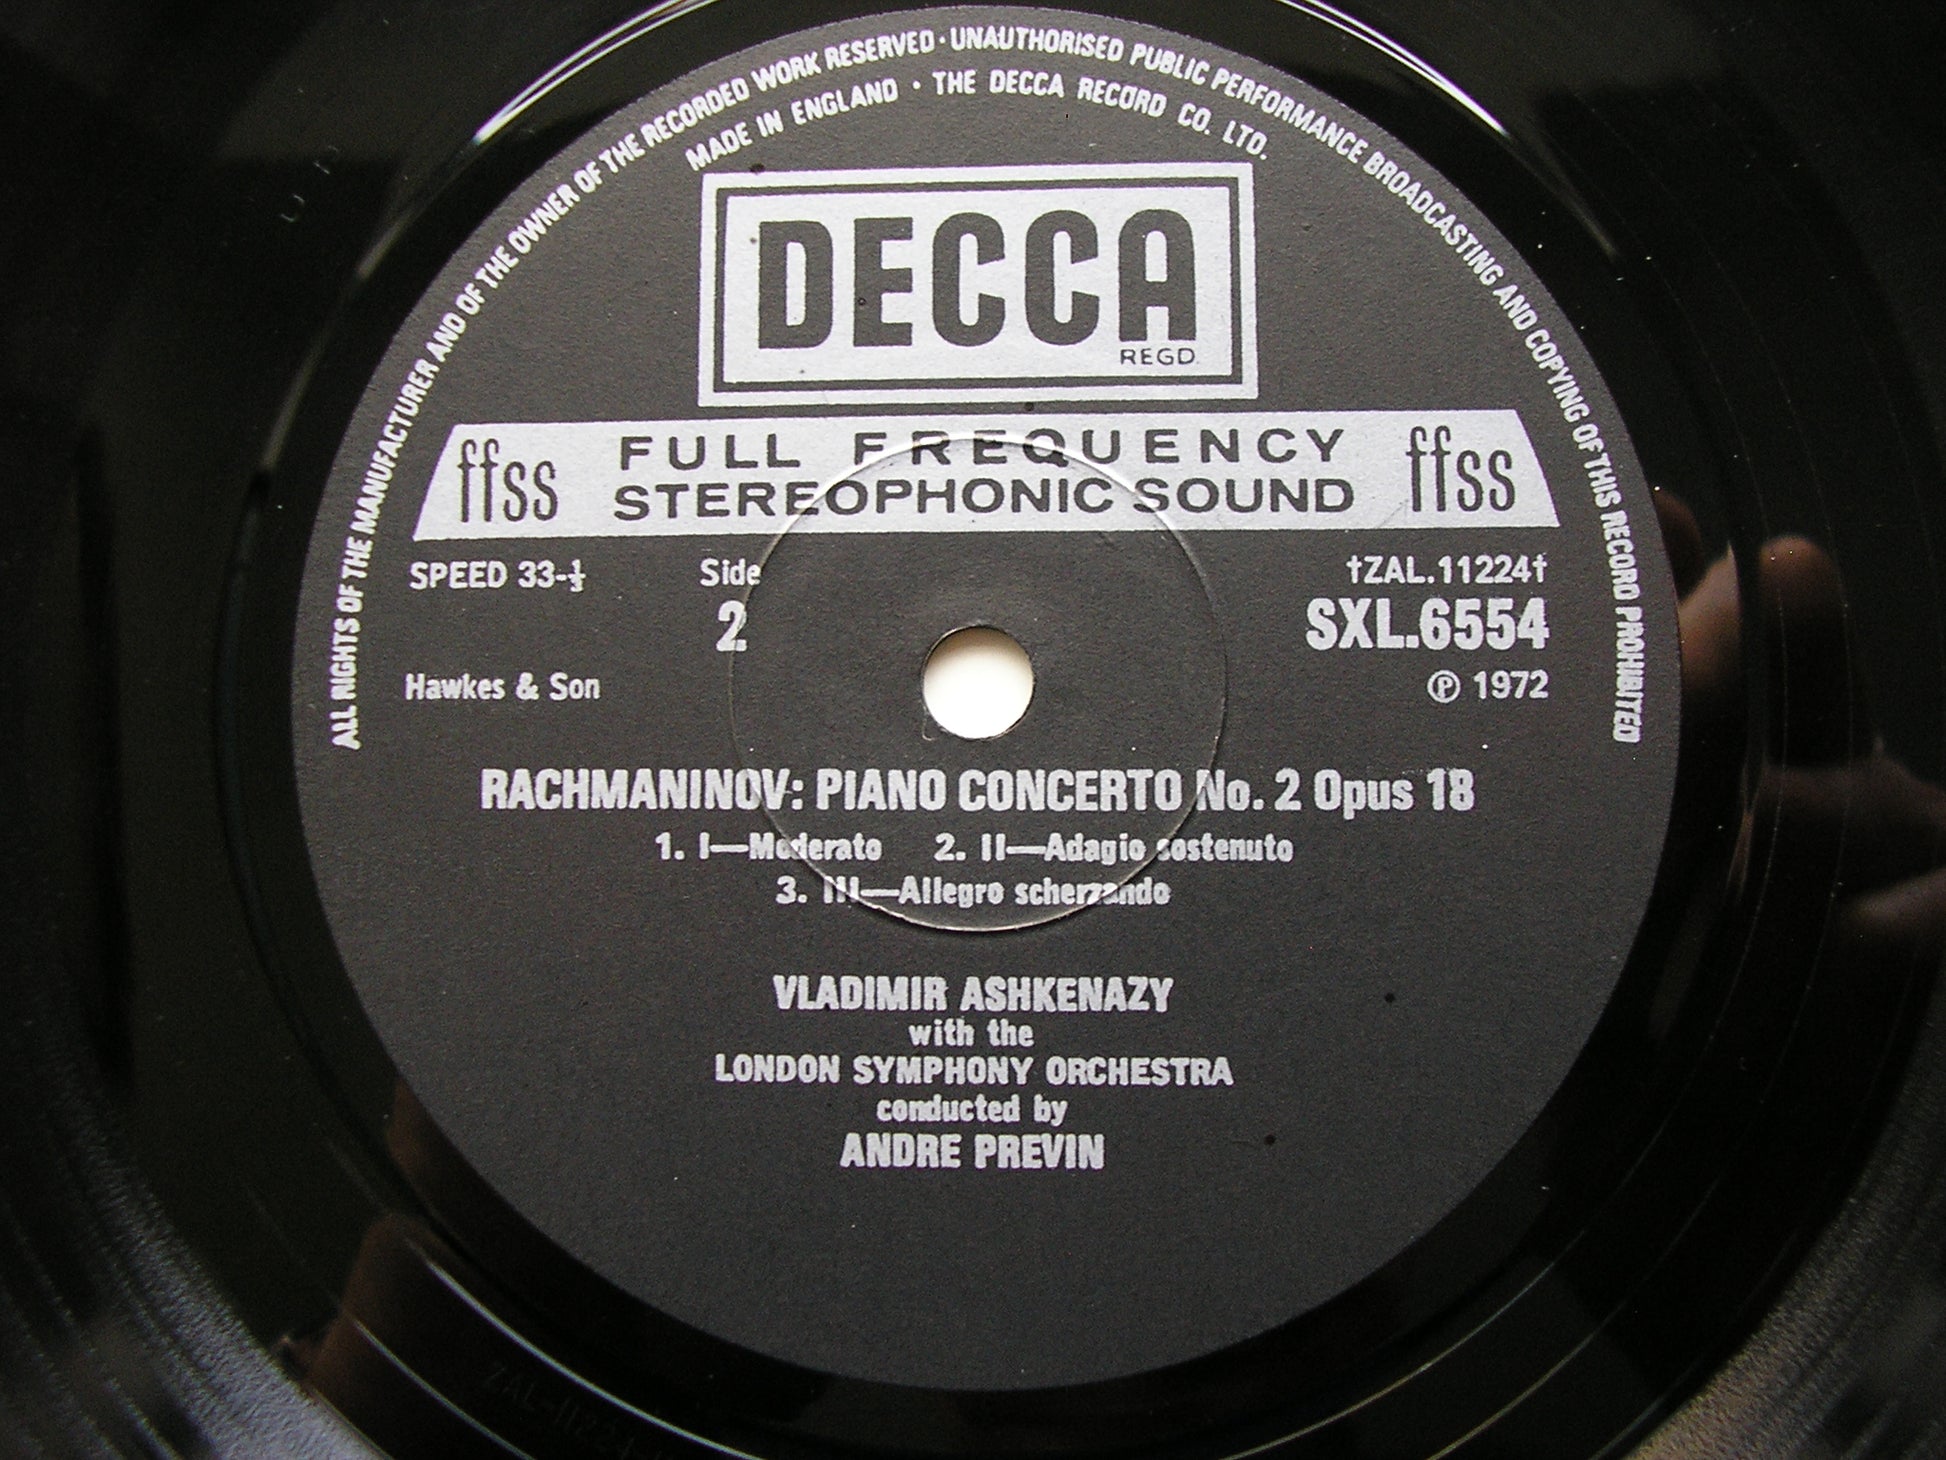 ALL RIGHTS OF THE MANUFACTURER AND OF THE OWNER OF THE RECORDED WORK RESERVED · UNAUTHORISED PUBLIC PERFORMANCE BROADCASTING AND COPYING OF THIS RECORD PROHIBITED
MADE IN ENGLAND · THE DECCA RECORD CO. LTD.
DECCA
REGD.
ffss FULL FREQUENCY ffss
STEREOPHONIC SOUND
SPEED 33-⅓ Side †ZAL.11224†
2 SXL.6554
Hawkes & Son ℗ 1972
RACHMANINOV: PIANO CONCERTO No. 2 Opus 18
1. I—Moderato 2. II—Adagio sostenuto
3. III—Allegro scherzando
VLADIMIR ASHKENAZY
with the
LONDON SYMPHONY ORCHESTRA
conducted by
ANDRE PREVIN